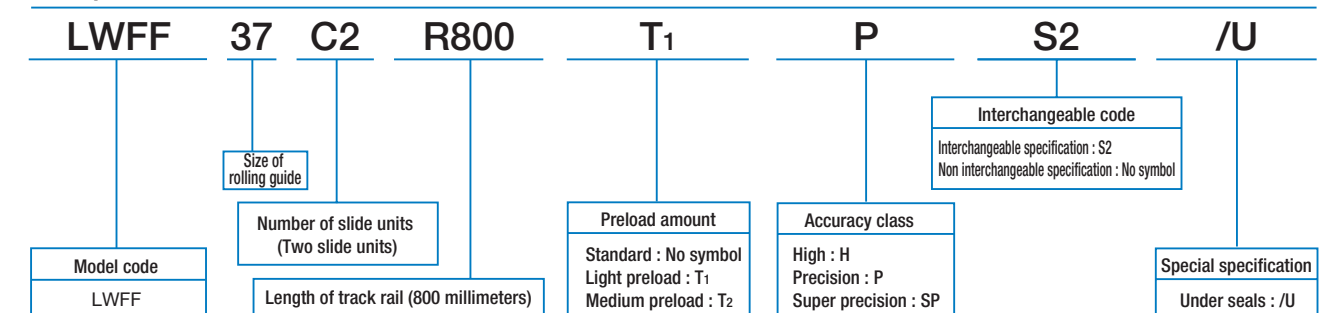 LWFF 37 C2 R800 T1 P S2 /U
Interchangeable code
Interchangeable specification : S2
Non interchangeable specification : No symbol
Size of
rolling guide
Number of slide units
(Two slide units)
Preload amount
Standard : No symbol
Light preload : T1
Medium preload : T2
Accuracy class
High : H
Precision : P
Super precision : SP
Model code
LWFF
Length of track rail (800 millimeters)
Special specification
Under seals : /U